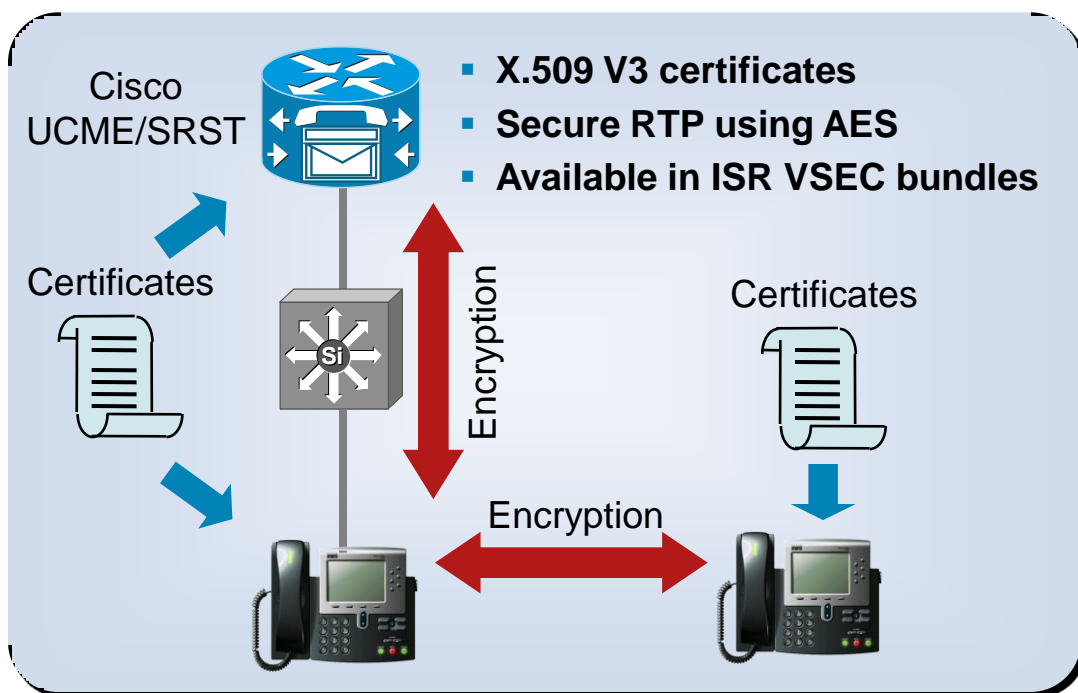 Cisco
UCME/SRST
▪ X.509 V3 certificates
▪ Secure RTP using AES
▪ Available in ISR VSEC bundles
Certificates
Si
Encryption
Certificates
Encryption